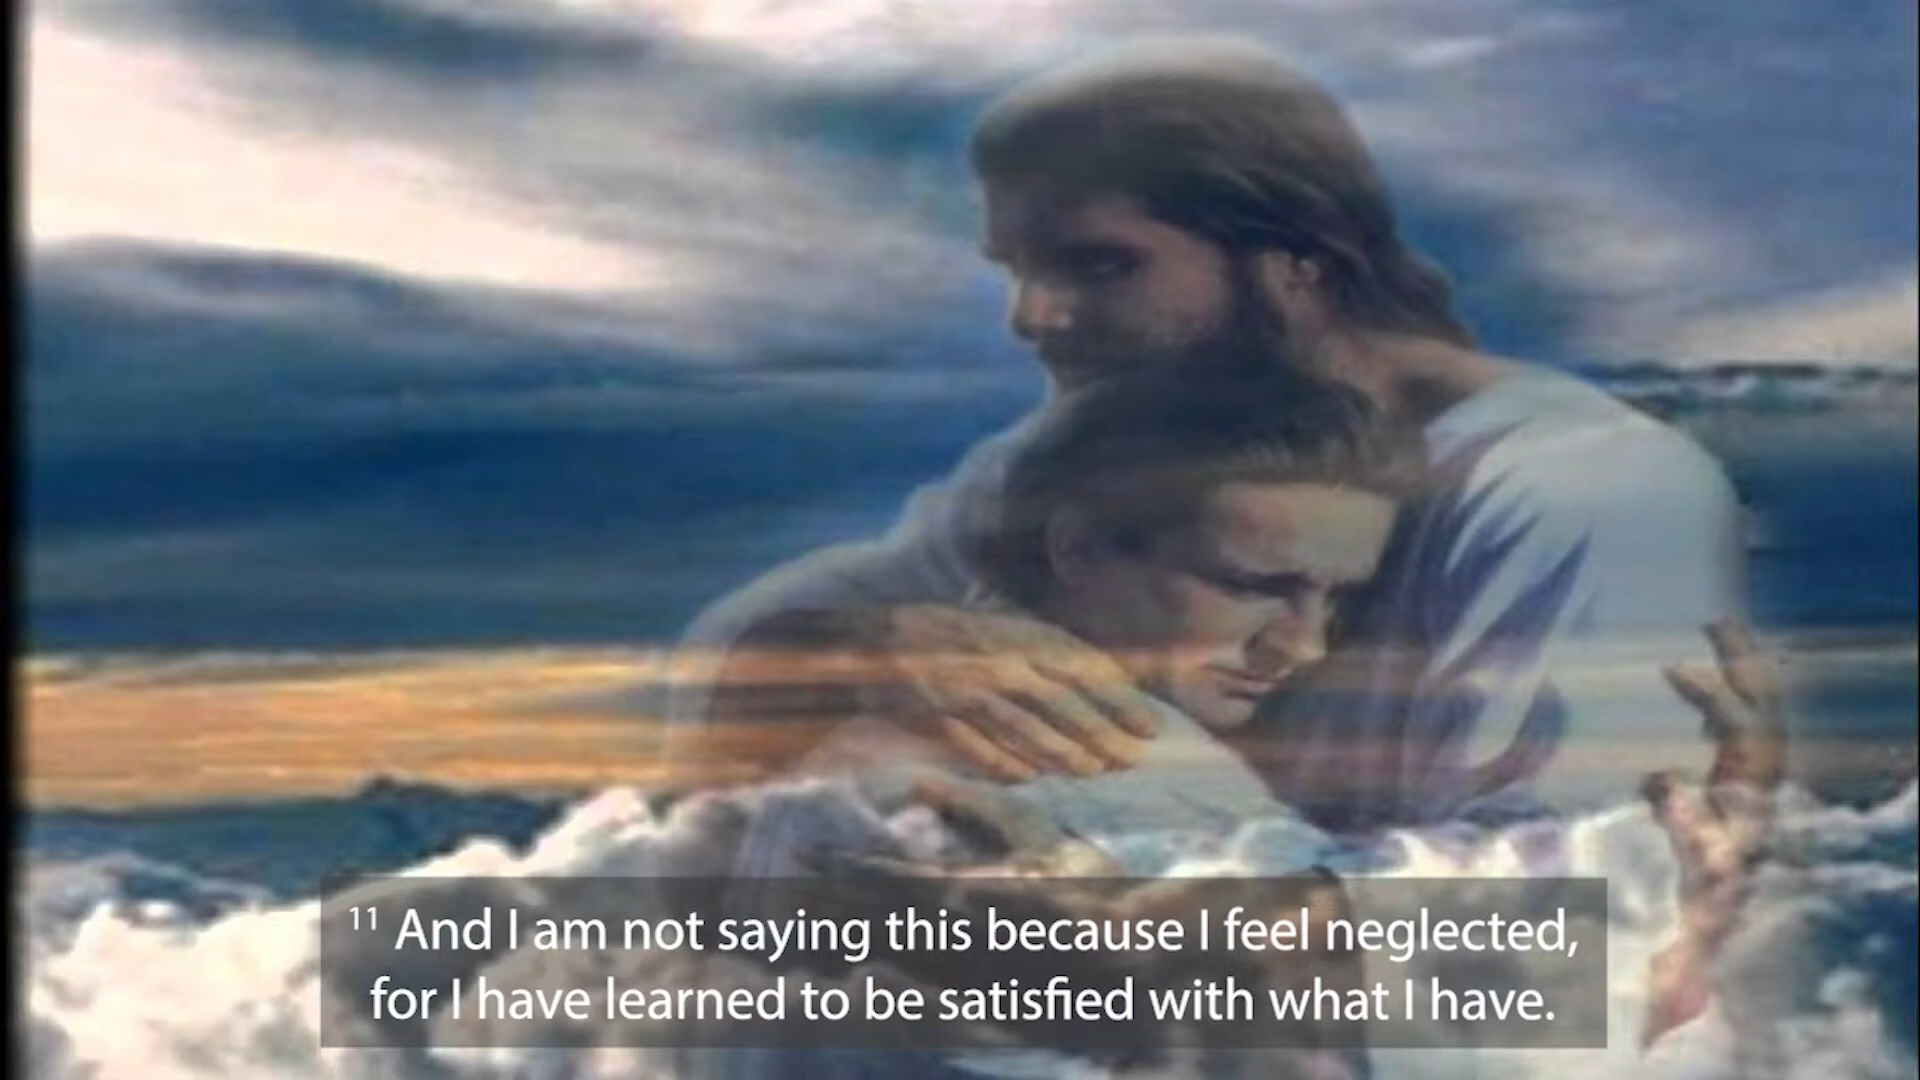 11 And I am not saying this because I feel neglected,
for I have learned to be satisfied with what I have.